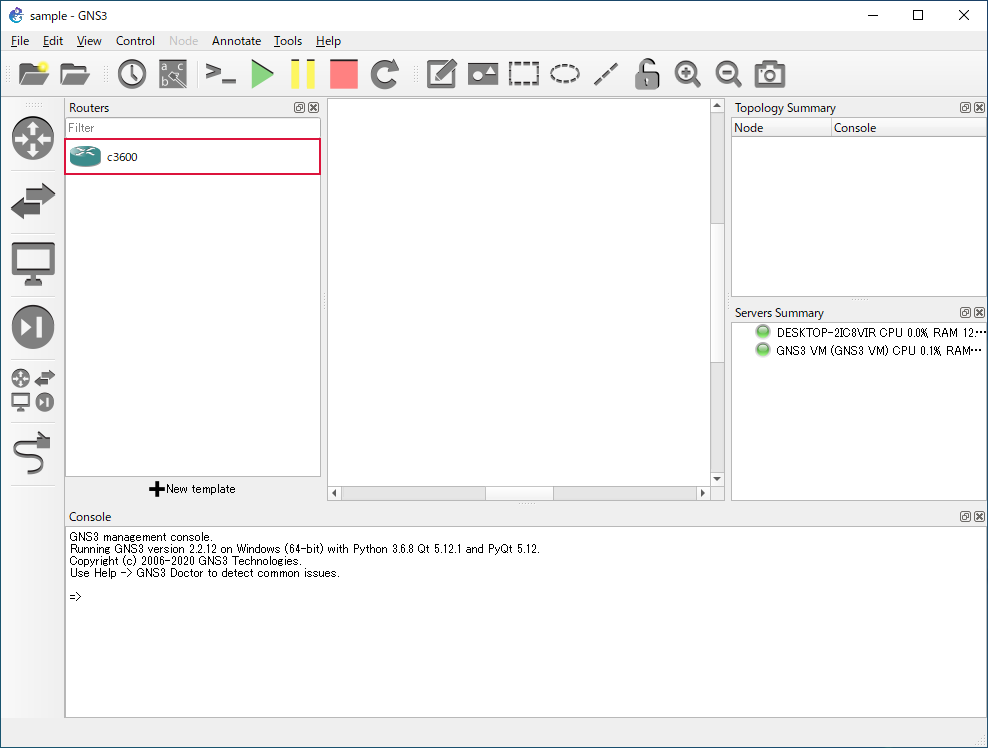 sample - GNS3
File Edit View Control Node Annotate Tools Help
a c
b
>_
Routers
Filter
c3600
New template
Topology Summary
Node Console
Servers Summary
DESKTOP-2IC8VIR CPU 0.0%, RAM 12.⋯
GNS3 VM (GNS3 VM) CPU 0.1%, RAM⋯
Console
GNS3 management console.
Running GNS3 version 2.2.12 on Windows (64-bit) with Python 3.6.8 Qt 5.12.1 and PyQt 5.12.
Copyright (c) 2006-2020 GNS3 Technologies.
Use Help -> GNS3 Doctor to detect common issues.
=>